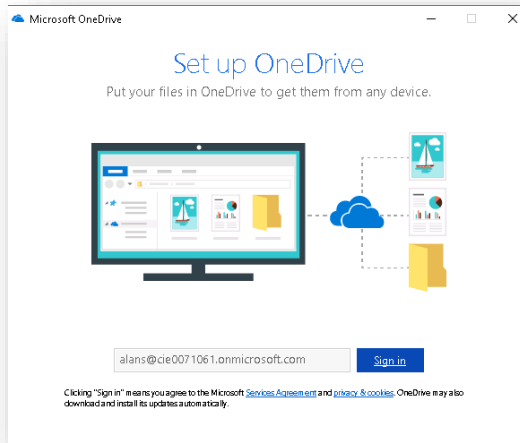 Microsoft OneDrive
Set up OneDrive
Put your files in OneDrive to get them from any device.
alans@cie0071061.onmicrosoft.com
Sign in
Clicking "Sign in" means you agree to the Microsoft Services Agreement and privacy & cookies. OneDrive may also
download and install its updates automatically.